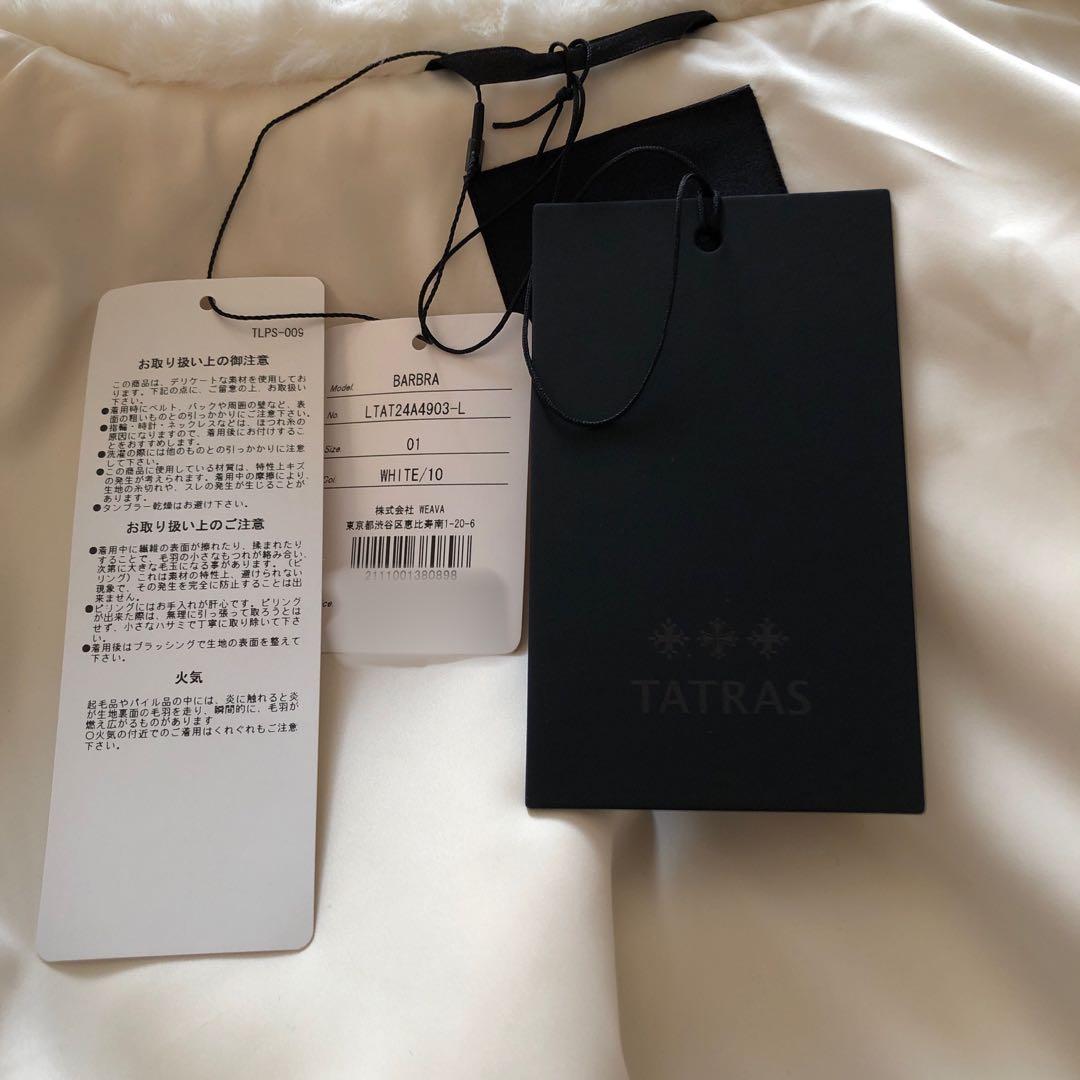 TLPS-009
お取り扱い上の御注意
この商品は、デリケートな素材を使用してお
ります。下記の点に、ご留意の上、お取扱い
下さい。
●着用時にベルト、バックや周囲の壁など、表
面の粗いものとの引っかかりにご注意下さい。
●指輪・時計・ネックレスなどは、ほつれ糸の
原因になりますので、着用後にお付けするこ
とをおすすめします。
●洗濯の際には他のものとの引っかかりに注意
して下さい。
●この商品に使用している材質は、特性上キズ
の発生が考えられます。着用中の摩擦により、
生地の糸切れや、スレの発生が生じることが
あります。
●タンブラー乾燥はお避け下さい。
お取り扱い上のご注意
●着用中に繊維の表面が擦れたり、揉まれたり
することで、毛羽の小さなもつれが絡み合い、
次第に大きな毛玉になる事があります。（ピ
リング）これは素材の特性上、避けられない
現象で、その発生を完全に防止することは出
来ません。
●ピリングにはお手入れが肝心です。ピリング
が出来た際は、無理に引っ張って取ろうとは
せず、小さなハサミで丁寧に取り除いて下さ
い。
●着用後はブラッシングで生地の表面を整えて
下さい。
火気
起毛品やパイル品の中には、炎に触れると炎
が生地裏面の毛羽を走り、瞬間的に、毛羽が
燃え広がるものがあります
○火気の付近でのご着用はくれぐれもご注意
下さい。
Model. BARBRA
No. LTAT24A4903-L
Size. 01
Col. WHITE/10
株式会社 WEAVA
東京都渋谷区恵比寿南1-20-6
2111001380898
TATRAS